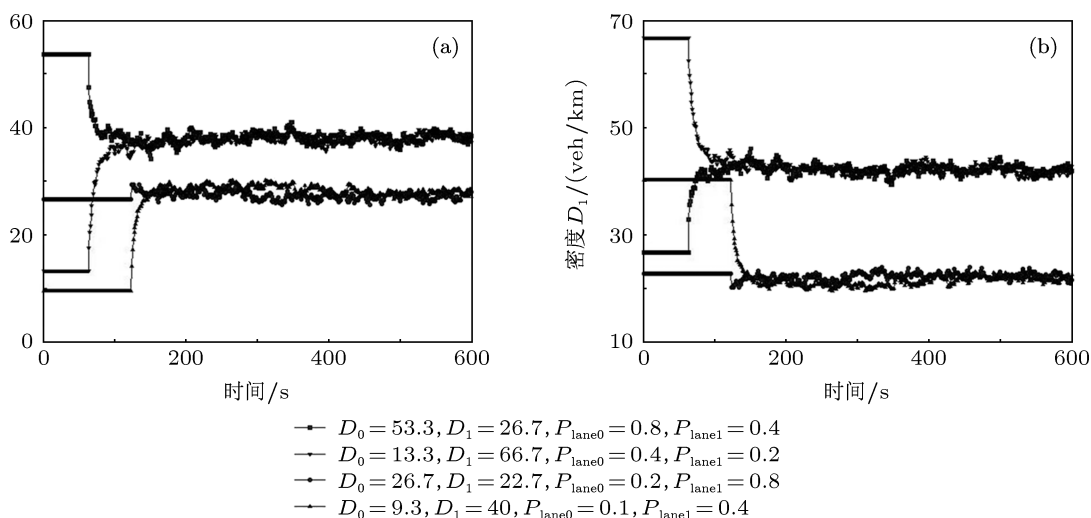 60
40
20
0
0
200
400
600
(a)
时间/s
70
50
30
10
0
200
400
600
(b)
密度 D₁/(veh/km)
时间/s
D₀=53.3, D₁=26.7, P_lane0=0.8, P_lane1=0.4
D₀=13.3, D₁=66.7, P_lane0=0.4, P_lane1=0.2
D₀=26.7, D₁=22.7, P_lane0=0.2, P_lane1=0.8
D₀=9.3, D₁=40, P_lane0=0.1, P_lane1=0.4